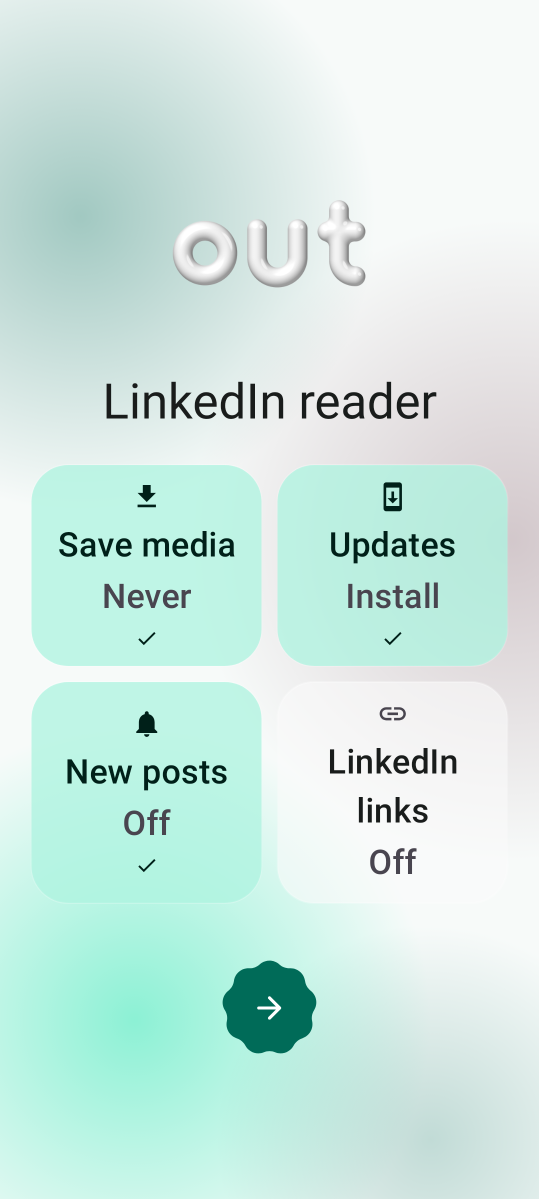 out
LinkedIn reader
Save media
Never
Updates
Install
New posts
Off
LinkedIn
links
Off